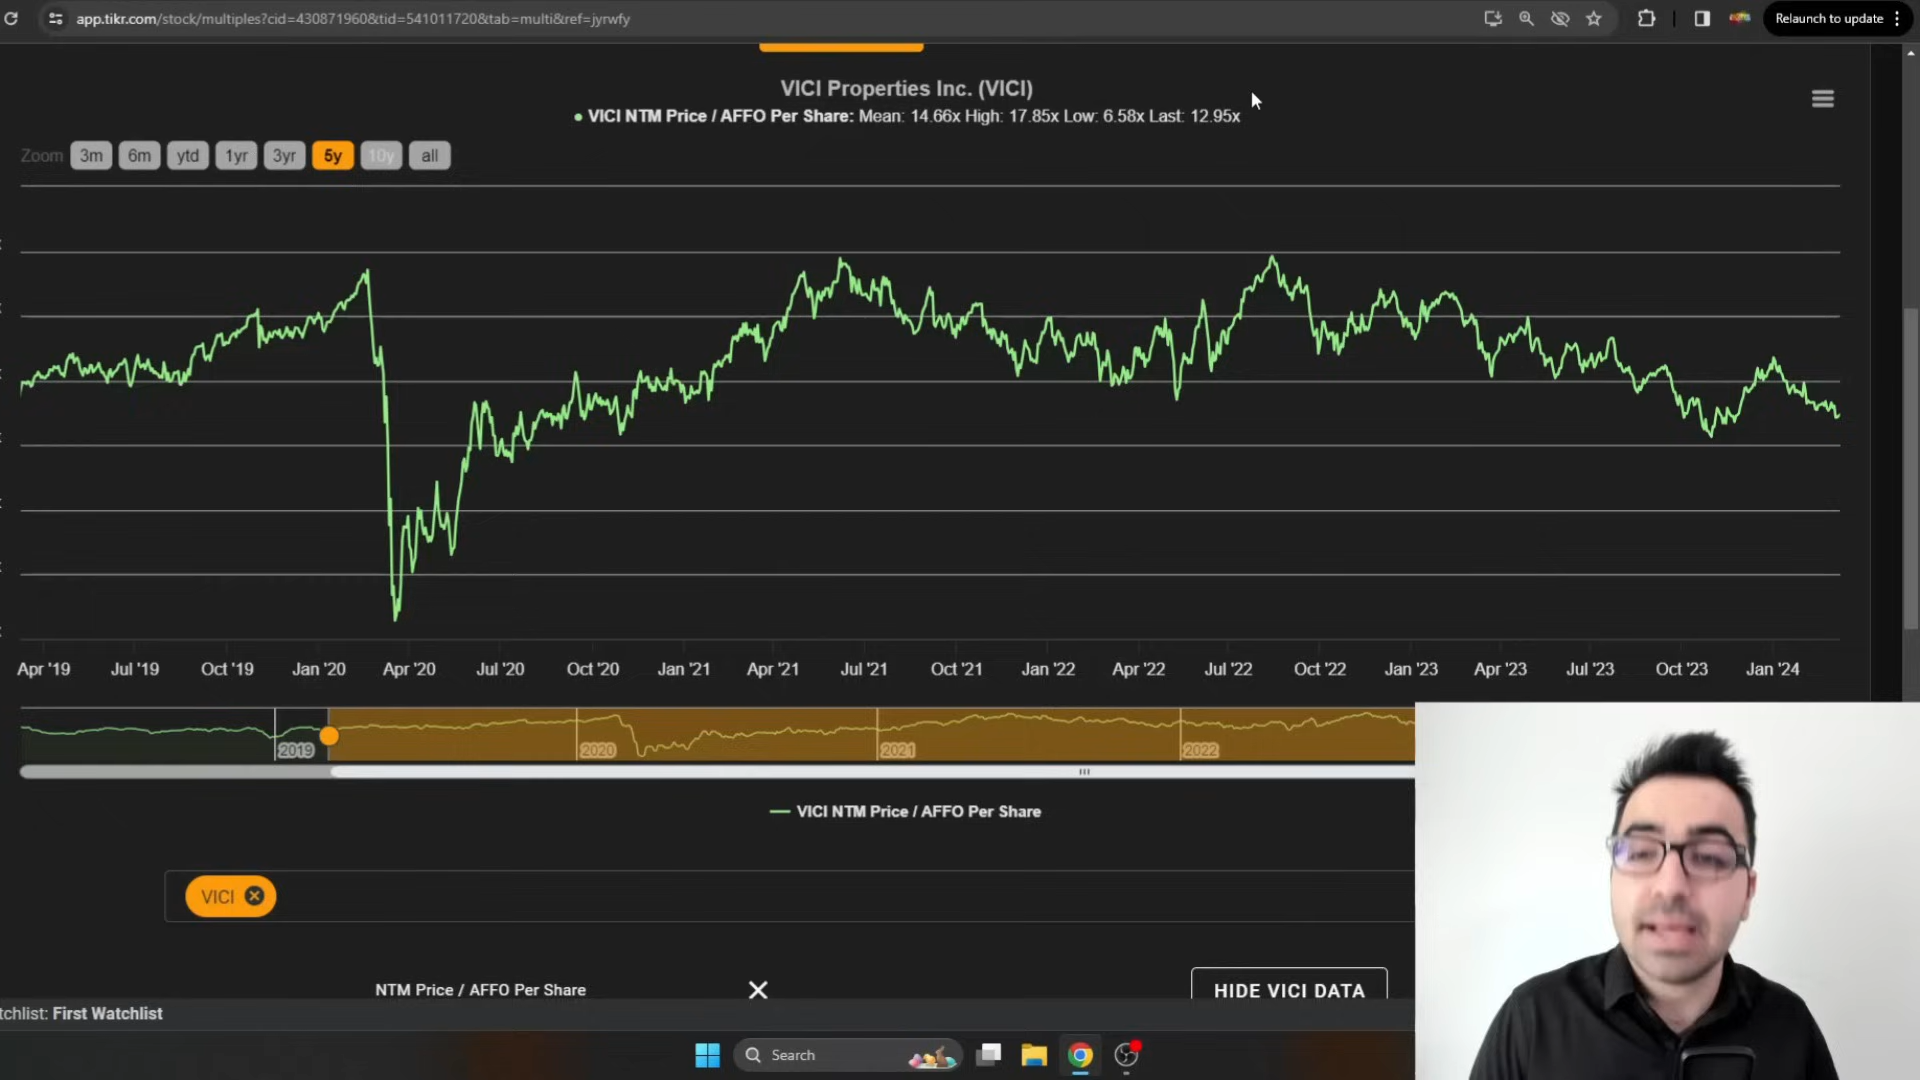 app.tikr.com/stock/multiples?cid=430871960&tid=541011720&tab=multi&ref=jyrwfy
Relaunch to update
VICI Properties Inc. (VICI)
VICI NTM Price / AFFO Per Share: Mean: 14.66x High: 17.85x Low: 6.58x Last: 12.95x
Zoom 3m 6m ytd 1yr 3yr 5y 10y all
Apr '19 Jul '19 Oct '19 Jan '20 Apr '20 Jul '20 Oct '20 Jan '21 Apr '21 Jul '21 Oct '21 Jan '22 Apr '22 Jul '22 Oct '22 Jan '23 Apr '23 Jul '23 Oct '23 Jan '24
2019 2020 2021 2022
VICI NTM Price / AFFO Per Share
VICI
NTM Price / AFFO Per Share
HIDE VICI DATA
tchlist: First Watchlist
Search